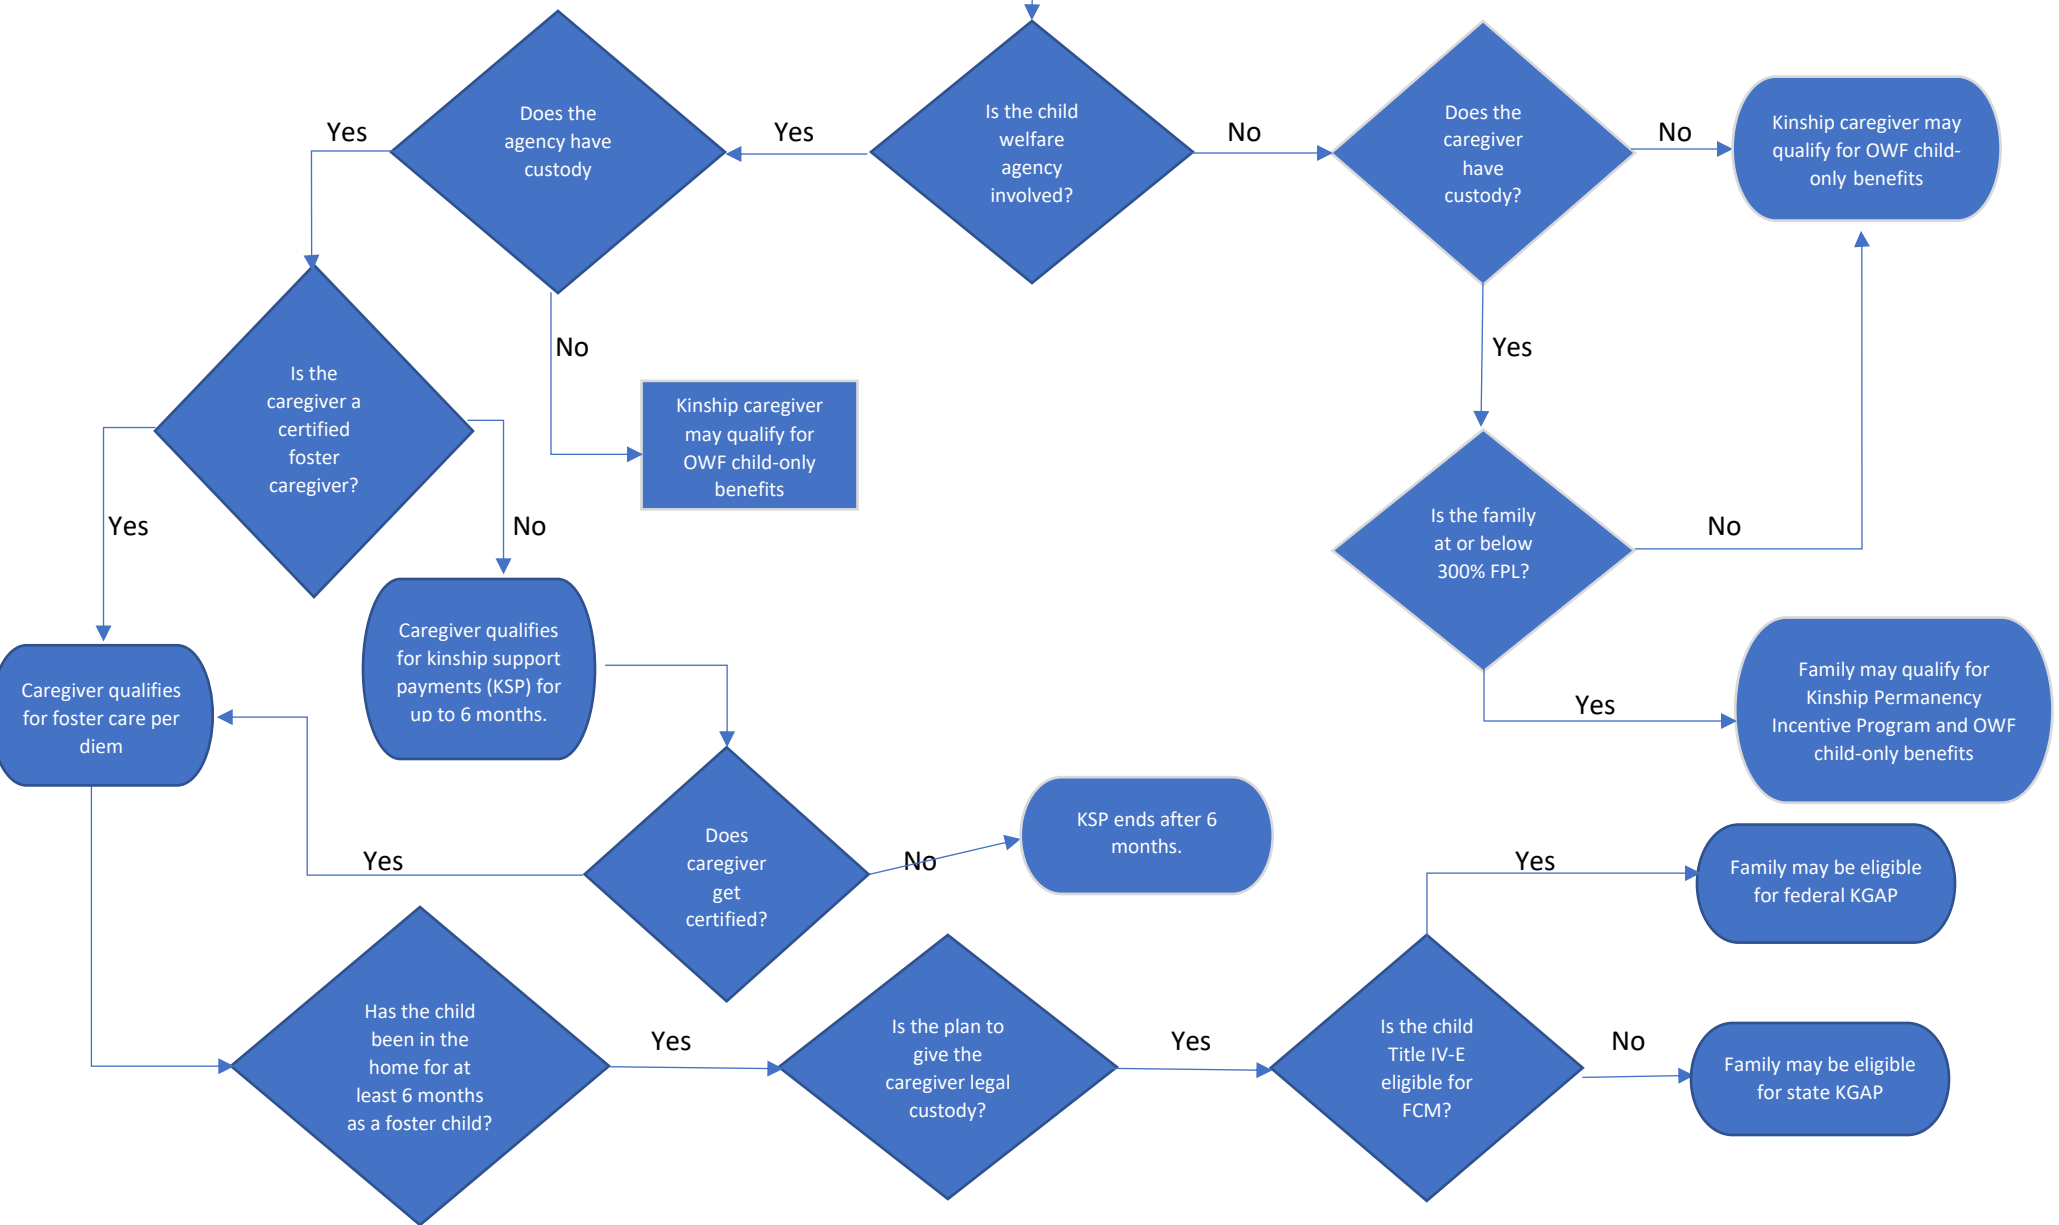 Does the
agency have
custody
Yes
Yes
Is the child
welfare
agency
involved?
No
Does the
caregiver
have
custody?
No
Kinship caregiver may
qualify for OWF child-
only benefits
No
Yes
Is the
caregiver a
certified
foster
caregiver?
Kinship caregiver
may qualify for
OWF child-only
benefits
Yes
No
Is the family
at or below
300% FPL?
No
Caregiver qualifies
for kinship support
payments (KSP) for
up to 6 months.
Caregiver qualifies
for foster care per
diem
Yes
Family may qualify for
Kinship Permancy
Incentive Program and OWF
child-only benefits
Does
caregiver
get
certified?
Yes
No
KSP ends after 6
months.
Yes
Family may be eligible
for federal KGAP
Has the child
been in the
home for at
least 6 months
as a foster child?
Yes
Is the plan to
give the
caregiver legal
custody?
Yes
Is the child
Title IV-E
eligible for
FCM?
No
Family may be eligible
for state KGAP